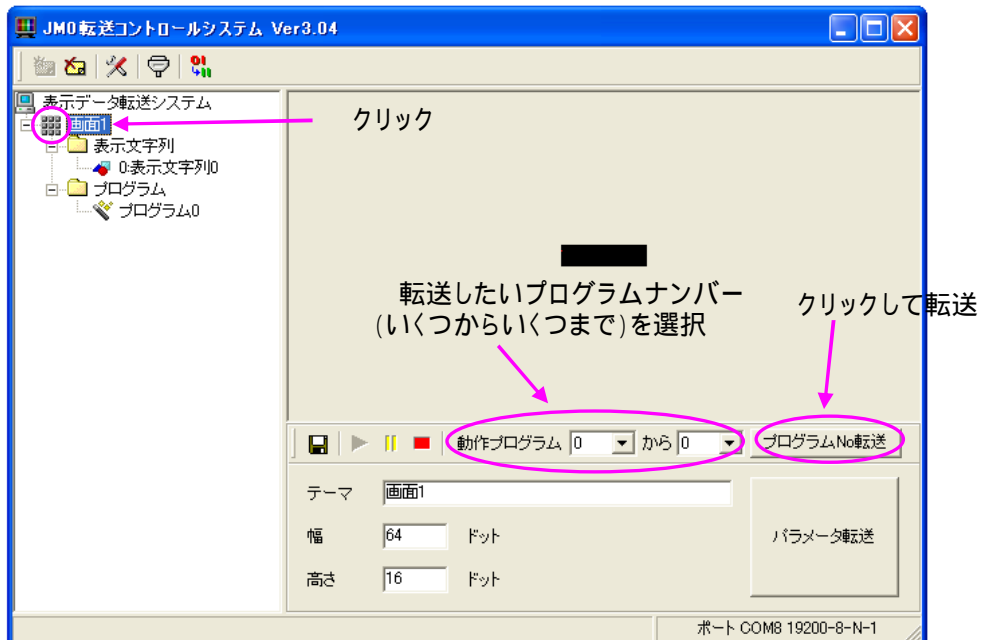 JM0転送コントロールシステム Ver3.04
表示データ転送システム
画面1
表示文字列
0:表示文字列0
プログラム
プログラム0
クリック
転送したいプログラムナンバー
(いくつからいくつまで)を選択
クリックして転送
動作プログラム 0 から 0 プログラムNo転送
テーマ 画面1
幅 64 ドット
高さ 16 ドット
パラメータ転送
ポート COM8 19200-8-N-1